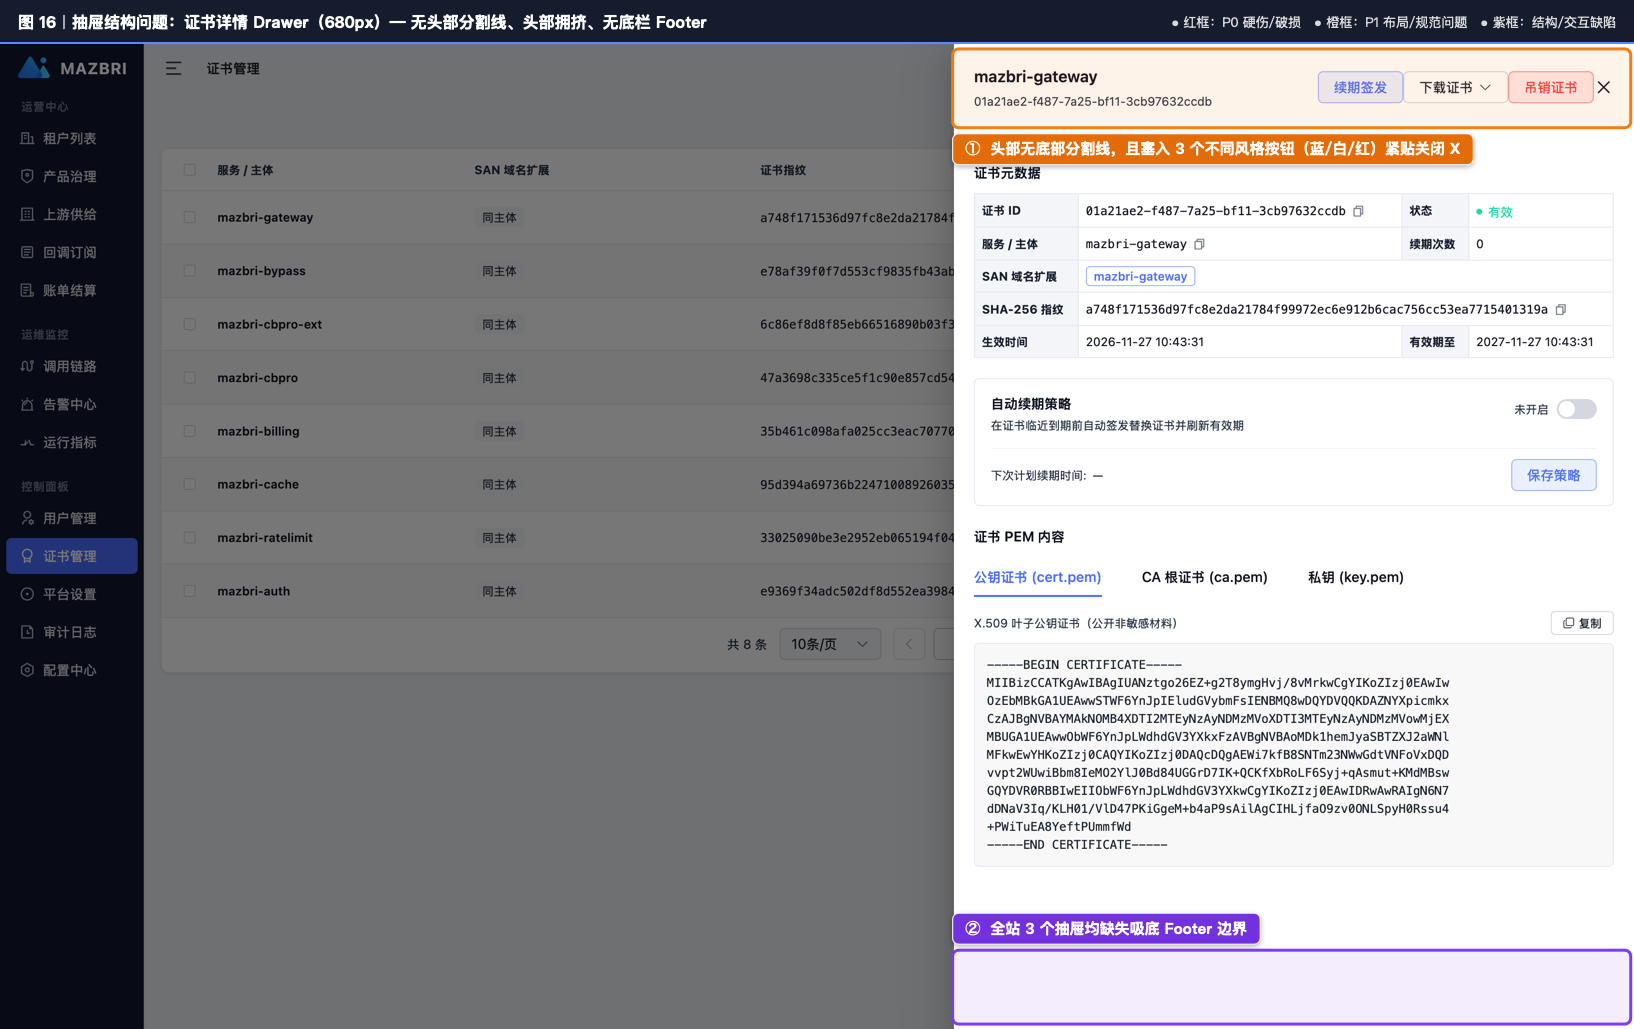 图 16 | 抽屉结构问题：证书详情 Drawer（680px）— 无头部分割线、头部拥挤、无底栏 Footer
● 红框：P0 硬伤/破损 ● 橙框：P1 布局/规范问题 ● 紫框：结构/交互缺陷
MAZBRI
运营中心
租户列表
产品治理
上游供给
回调订阅
账单结算
运维监控
调用链路
告警中心
运行指标
控制面板
用户管理
证书管理
平台设置
审计日志
配置中心
证书管理
服务 / 主体 SAN 域名扩展 证书指纹
mazbri-gateway 同主体 a748f171536d97fc8e2da21784f
mazbri-bypass 同主体 e78af39f0f7d553cf9835fb43ab
mazbri-cbpro-ext 同主体 6c86ef8d8f85eb66516890b03f3
mazbri-cbpro 同主体 47a3698c335ce5f1c90e857cd54
mazbri-billing 同主体 35b461c098afa025cc3eac70770
mazbri-cache 同主体 95d394a69736b22471008926035
mazbri-ratelimit 同主体 33025090be3e2952eb065194f04
mazbri-auth 同主体 e9369f34adc502df8d552ea3984
共 8 条 10条/页
mazbri-gateway
01a21ae2-f487-7a25-bf11-3cb97632ccdb
续期签发 下载证书 吊销证书
① 头部无底部分割线，且塞入 3 个不同风格按钮（蓝/白/红）紧贴关闭 X
证书元数据
证书 ID 01a21ae2-f487-7a25-bf11-3cb97632ccdb 状态 有效
服务 / 主体 mazbri-gateway 续期次数 0
SAN 域名扩展 mazbri-gateway
SHA-256 指纹 a748f171536d97fc8e2da21784f99972ec6e912b6cac756cc53ea7715401319a
生效时间 2026-11-27 10:43:31 有效期至 2027-11-27 10:43:31
自动续期策略
未开启
在证书临近到期前自动签发替换证书并刷新有效期
下次计划续期时间：—
保存策略
证书 PEM 内容
公钥证书 (cert.pem) CA 根证书 (ca.pem) 私钥 (key.pem)
X.509 叶子公钥证书（公开非敏感材料）
复制
-----BEGIN CERTIFICATE-----
MIIBizCCATKgAwIBAgIUANztgo26EZ+g2T8ymgHvj/8vMrkwCgYIKoZIzj0EAwIw
OzEbMBkGA1UEAwwSTWF6YnJpIEludGVybmFsIENBMQ8wDQYDVQQKDAZNYXpicmkx
CzAJBgNVBAYMAkNOMB4XDTI2MTEyNzAyNDMzMVoXDTI3MTEyNzAyNDMzMVowMjEX
MBUGA1UEAwwObWF6YnJpLWdhdGV3YXkxFzAVBgNVBAoMDk1hemJyaSBTZXJ2aWNl
MFkwEwYHKoZIzj0CAQYIKoZIzj0DAQcDQgAEWi7kfB8SNTm23NWwGdtVNFoVxDQD
vvpt2WUwiBbm8IeMO2YlJ0Bd84UGGrD7IK+QCKfXbRoLF6Syj+qAsmut+KMdMBsw
GQYDVR0RBBIwEIIObWF6YnJpLWdhdGV3YXkwCgYIKoZIzj0EAwIDRwAwRAIgN6N7
dDNaV3Iq/KLH01/VlD47PKiGgeM+b4aP9sAilAgCIHLjfaO9zv0ONLSpyH0Rssu4
+PWiTuEA8YeftPUmmfWd
-----END CERTIFICATE-----
② 全站 3 个抽屉均缺失吸底 Footer 边界